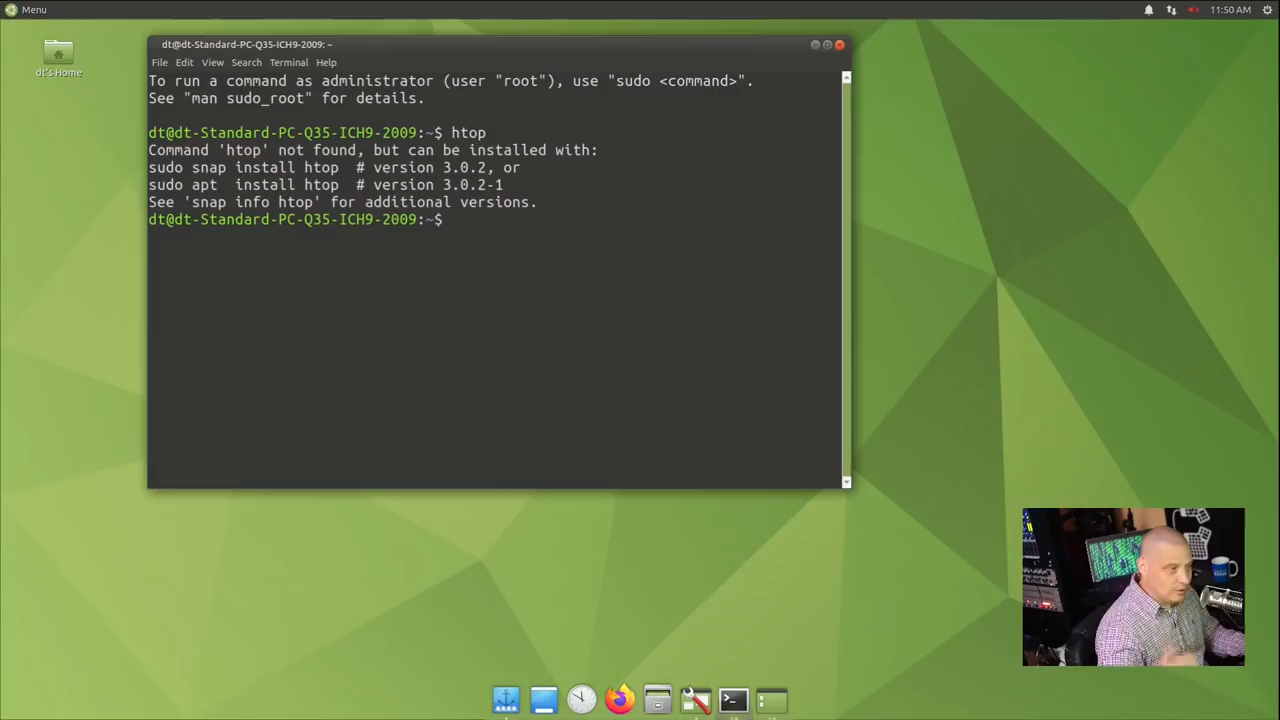 Menu
11:50 AM
dt's Home
dt@dt-Standard-PC-Q35-ICH9-2009: ~
File Edit View Search Terminal Help
To run a command as administrator (user "root"), use "sudo <command>".
See "man sudo_root" for details.
dt@dt-Standard-PC-Q35-ICH9-2009:~$ htop
Command 'htop' not found, but can be installed with:
sudo snap install htop  # version 3.0.2, or
sudo apt  install htop  # version 3.0.2-1
See 'snap info htop' for additional versions.
dt@dt-Standard-PC-Q35-ICH9-2009:~$